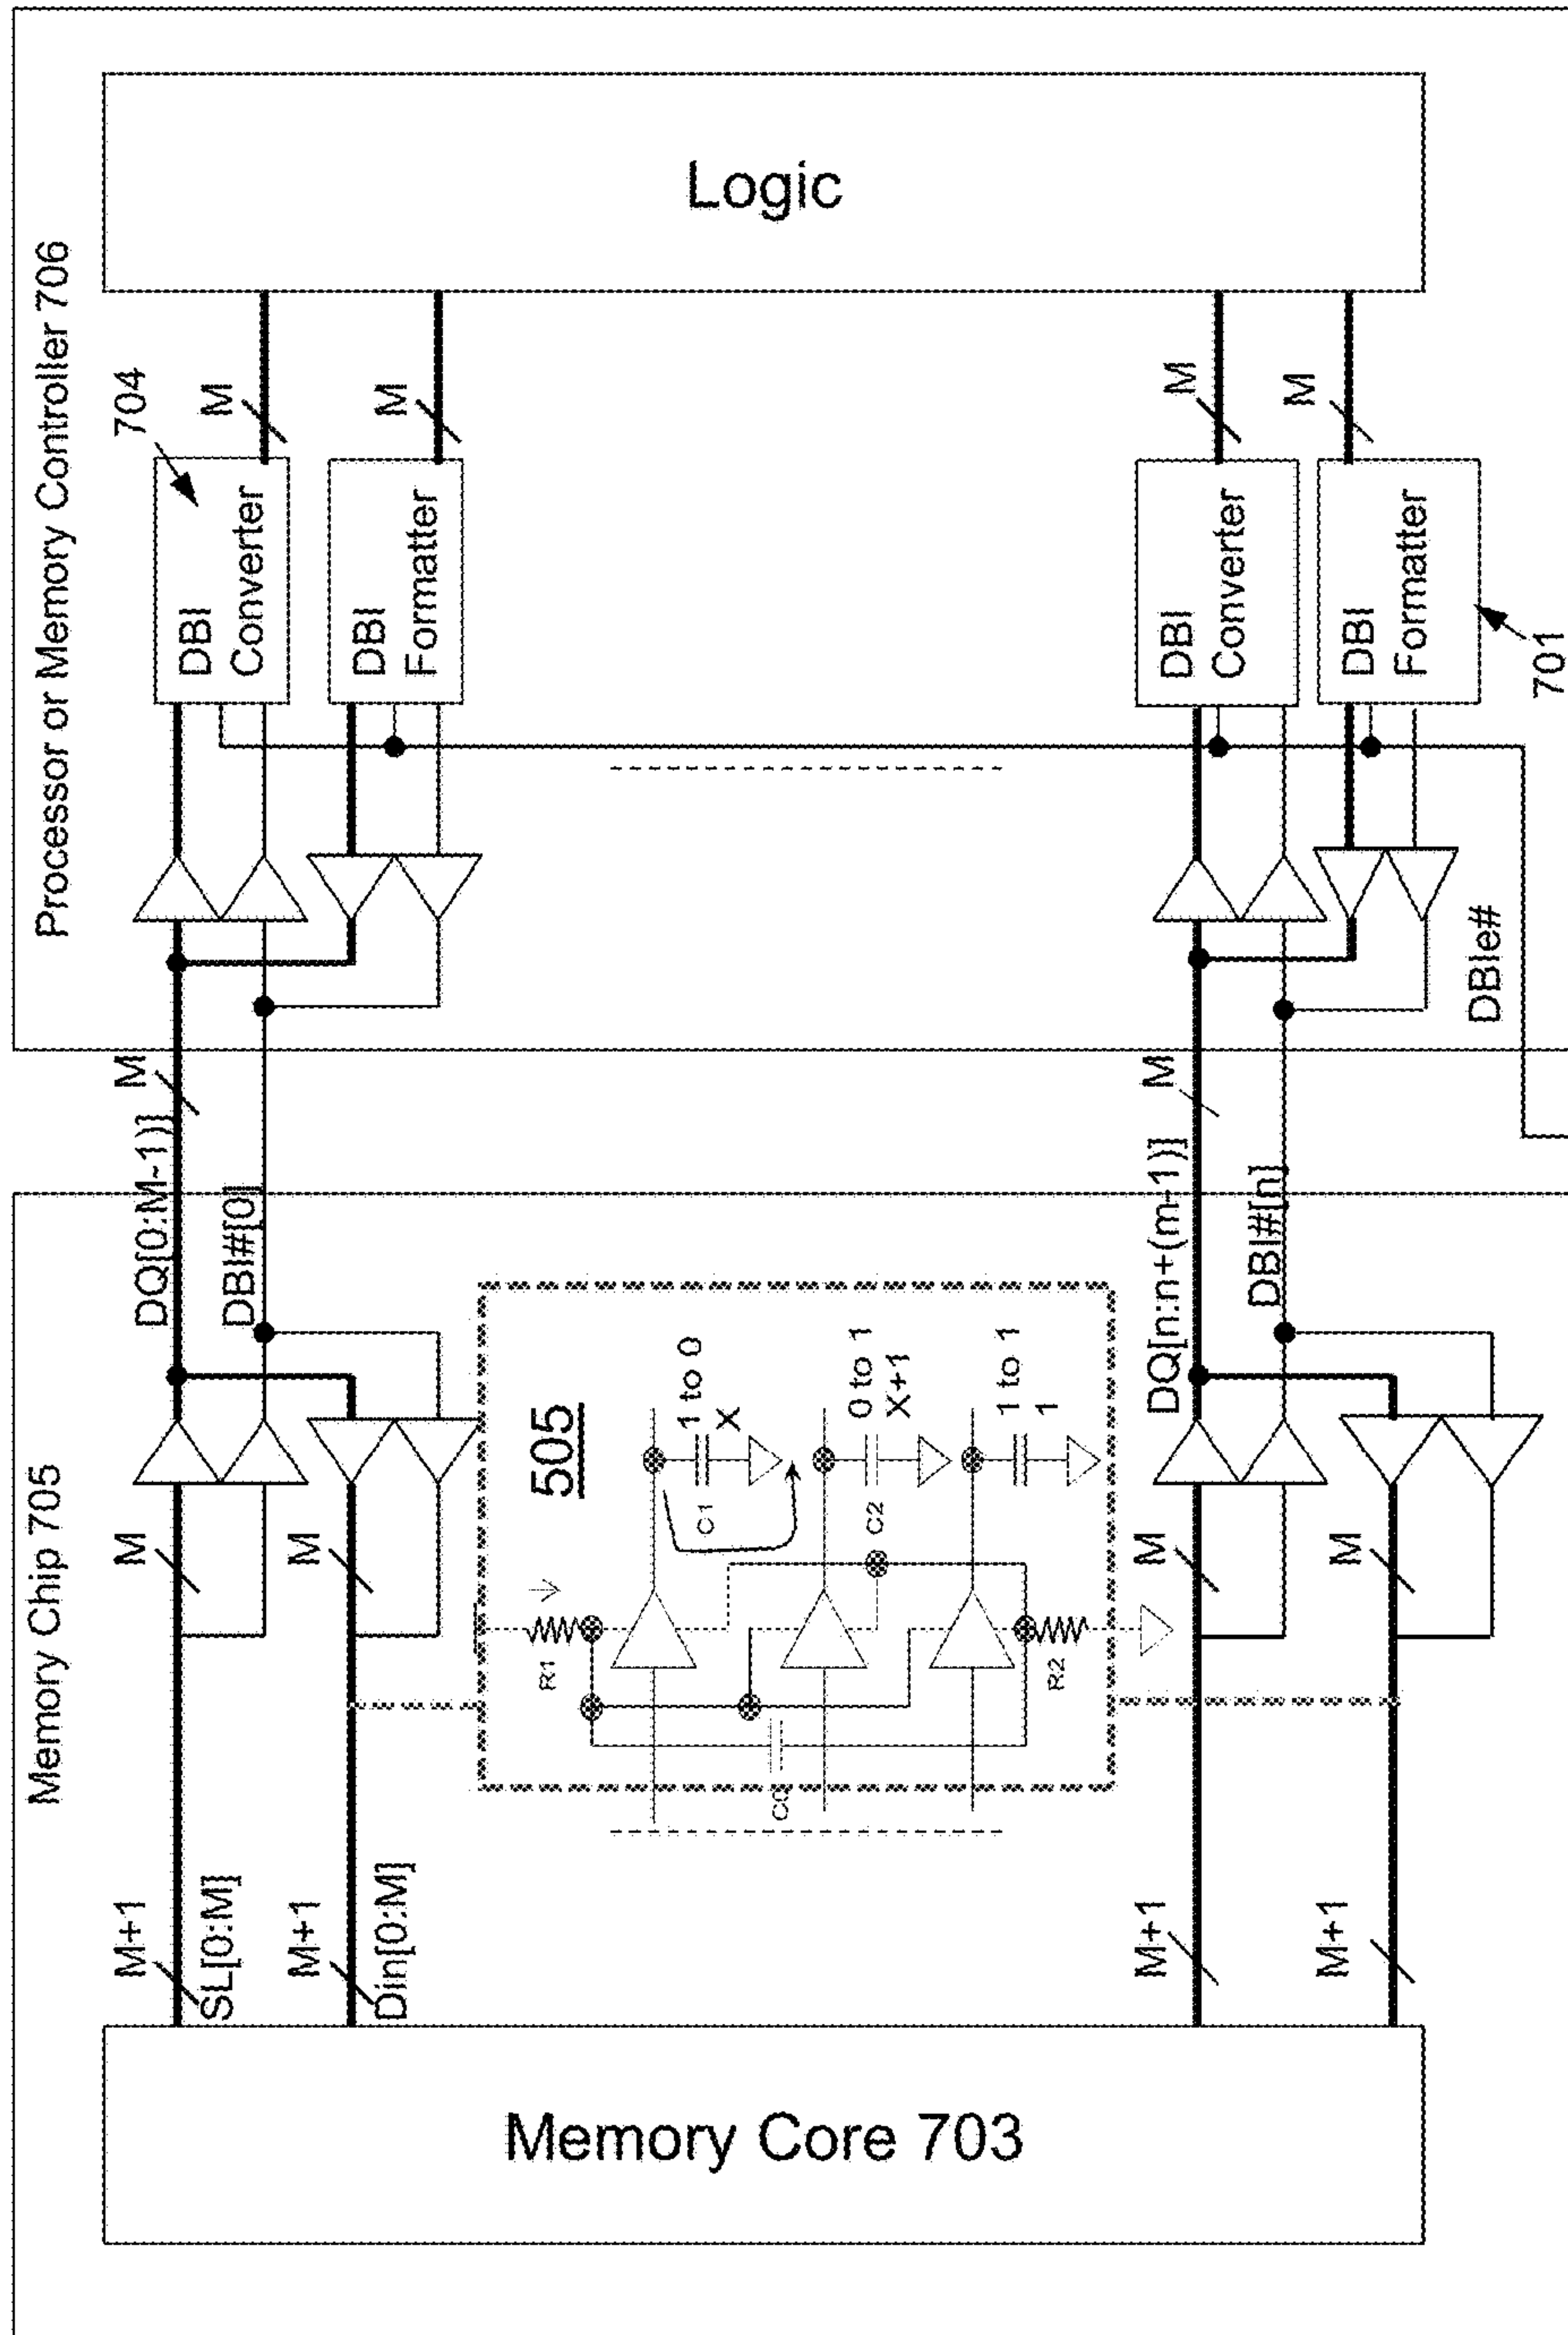 Memory Chip 705
Processor or Memory Controller 706
Memory Core 703
Logic
M+1
SL[0:M]
M
DQ[0:M-1)]
M
DBI#[0]
M+1
Din[0:M]
M
DBI
Converter
704
M
DBI
Formatter
M
505
R1
C1
1 to 0
X
C0
C2
0 to 1
X+1
R2
1 to 1
1
M+1
M
DQ[n:n+(m-1)]
M
DBI#[n]
M+1
M
DBI
Converter
M
DBI
Formatter
M
DBIe#
701